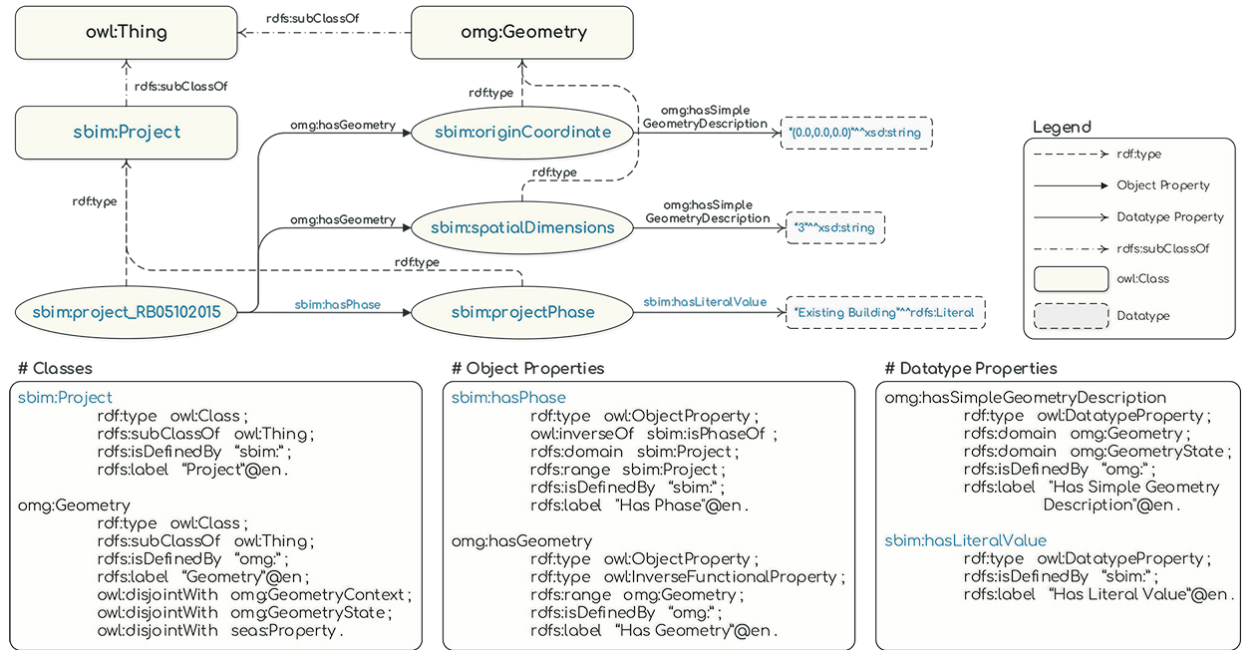 rdfs:subClassOf
owl:Thing
omg:Geometry
rdfs:subClassOf
rdf:type
omg:hasSimple
GeometryDescription
sbim:Project
omg:hasGeometry
sbim:originCoordinate
"(0.0,0.0,0.0)"^^xsd:string
Legend
rdf:type
rdf:type
rdf:type
Object Property
omg:hasSimple
GeometryDescription
omg:hasGeometry
sbim:spatialDimensions
"3"^^xsd:string
Datatype Property
rdfs:subClassOf
rdf:type
owl:Class
sbim:project_RB05102015
sbim:hasPhase
sbim:projectPhase
sbim:hasLiteralValue
"Existing Building"^^rdfs:Literal
Datatype
# Classes
sbim:Project
rdf:type owl:Class ;
rdfs:subClassOf owl:Thing ;
rdfs:isDefinedBy “sbim:” ;
rdfs:label “Project”@en .
omg:Geometry
rdf:type owl:Class ;
rdfs:subClassOf owl:Thing ;
rdfs:isDefinedBy “omg:” ;
rdfs:label “Geometry”@en ;
owl:disjointWith omg:GeometryContext ;
owl:disjointWith omg:GeometryState ;
owl:disjointWith seas:Property .
# Object Properties
sbim:hasPhase
rdf:type owl:ObjectProperty ;
owl:inverseOf sbim:isPhaseOf ;
rdfs:domain sbim:Project ;
rdfs:range sbim:Project ;
rdfs:isDefinedBy “sbim:” ;
rdfs:label "Has Phase"@en .
omg:hasGeometry
rdf:type owl:ObjectProperty ;
rdf:type owl:InverseFunctionalProperty ;
rdfs:range omg:Geometry ;
rdfs:isDefinedBy “omg:” ;
rdfs:label "Has Geometry"@en .
# Datatype Properties
omg:hasSimpleGeometryDescription
rdf:type owl:DatatypeProperty ;
rdfs:domain omg:Geometry ;
rdfs:domain omg:GeometryState ;
rdfs:isDefinedBy “omg:” ;
rdfs:label "Has Simple Geometry
Description"@en .
sbim:hasLiteralValue
rdf:type owl:DatatypeProperty ;
rdfs:isDefinedBy “sbim:” ;
rdfs:label "Has Literal Value"@en .